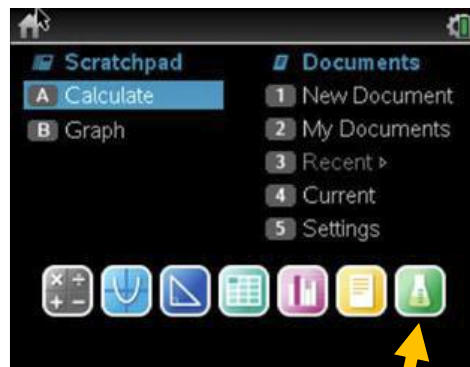 Scratchpad
A Calculate
B Graph
Documents
1 New Document
2 My Documents
3 Recent ▸
4 Current
5 Settings